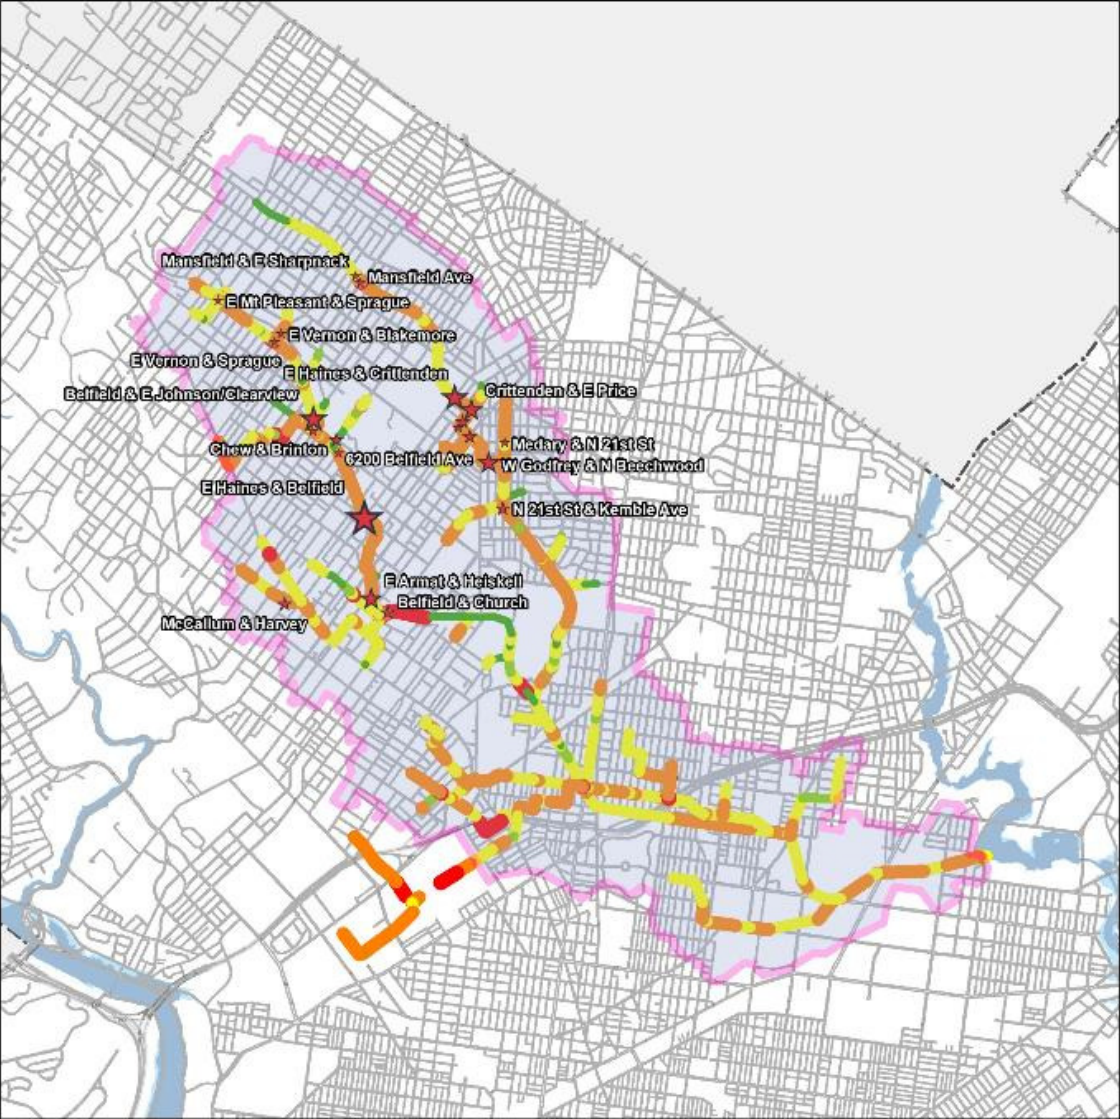 Mansfield & E Sharpnack
Mansfield Ave
E Mt Pleasant & Sprague
E Vernon & Blakemore
E Vernon & Sprague
E Haines & Crittenden
Belfield & E Johnson/Clearview
Crittenden & E Price
Chew & Brinton
Medary & N 21st St
6200 Belfield Ave
W Godfrey & N Beechwood
E Haines & Belfield
N 21st St & Kemble Ave
E Armat & Heiskell
Belfield & Church
McCallum & Harvey